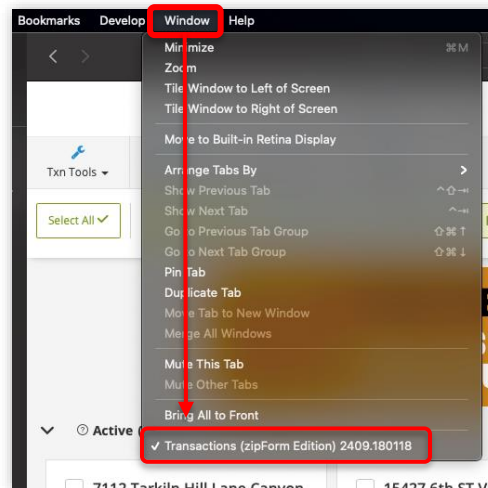 Bookmarks Develop Window Help
Minimize ⌘M
Zoom
Tile Window to Left of Screen
Tile Window to Right of Screen
Move to Built-in Retina Display
Txn Tools
Arrange Tabs By
Show Previous Tab ^⇧⇥
Show Next Tab ^⇥
Select All
Go to Previous Tab Group ⇧⌘↑
Go to Next Tab Group ⇧⌘↓
Pin Tab
Duplicate Tab
Move Tab to New Window
Merge All Windows
Mute This Tab
Mute Other Tabs
Bring All to Front
Active (
✓ Transactions (zipForm Edition) 2409.180118
7112 Tarkiln Hill Lane Canyon
15427 6th ST V